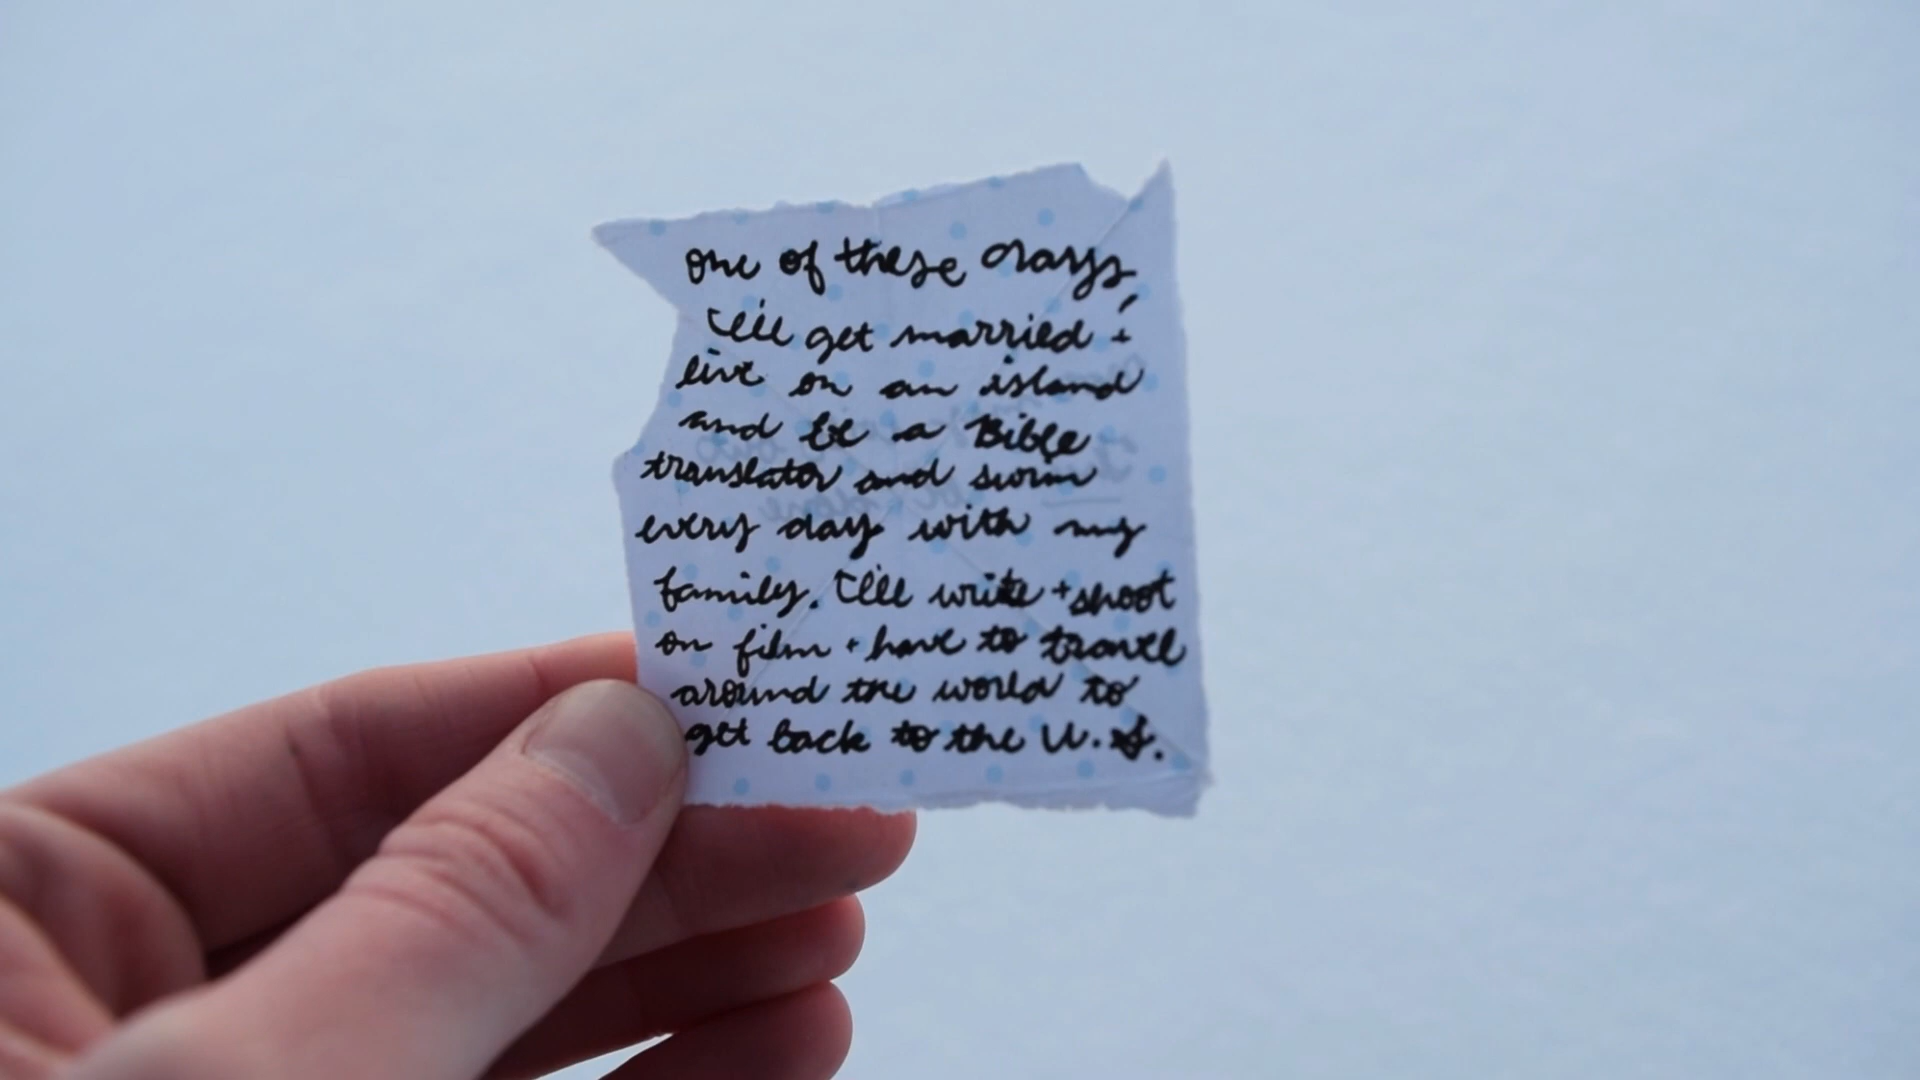 one of these days,
I'll get married +
live on an island
and be a Bible
translator and swim
every day with my
family. I'll write + shoot
on film + have to travel
around the world to
get back to the U.S.